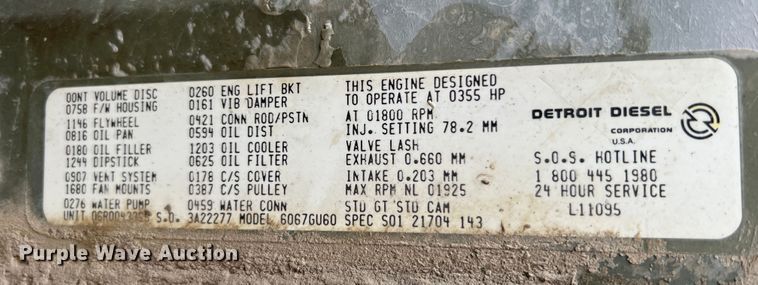 00NT VOLUME DISC
0758 F/W HOUSING
1146 FLYWHEEL
0816 OIL PAN
0180 OIL FILLER
1244 DIPSTICK
0907 VENT SYSTEM
1680 FAN MOUNTS
0276 WATER PUMP
0260 ENG LIFT BKT
0161 VIB DAMPER
0421 CONN ROD/PSTN
0594 OIL DIST
1203 OIL COOLER
0625 OIL FILTER
0178 C/S COVER
0387 C/S PULLEY
0459 WATER CONN
THIS ENGINE DESIGNED
TO OPERATE AT 0355 HP
AT 01800 RPM
INJ. SETTING 78.2 MM
VALVE LASH
EXHAUST 0.660 MM
INTAKE 0.203 MM
MAX RPM NL 01925
STD GT STD CAM
UNIT S.O. 3A22277 MODEL 6067GU60 SPEC S01 21704 143
DETROIT DIESEL
CORPORATION
U.S.A.
S.O.S. HOTLINE
1 800 445 1980
24 HOUR SERVICE
L11095
Purple Wave Auction